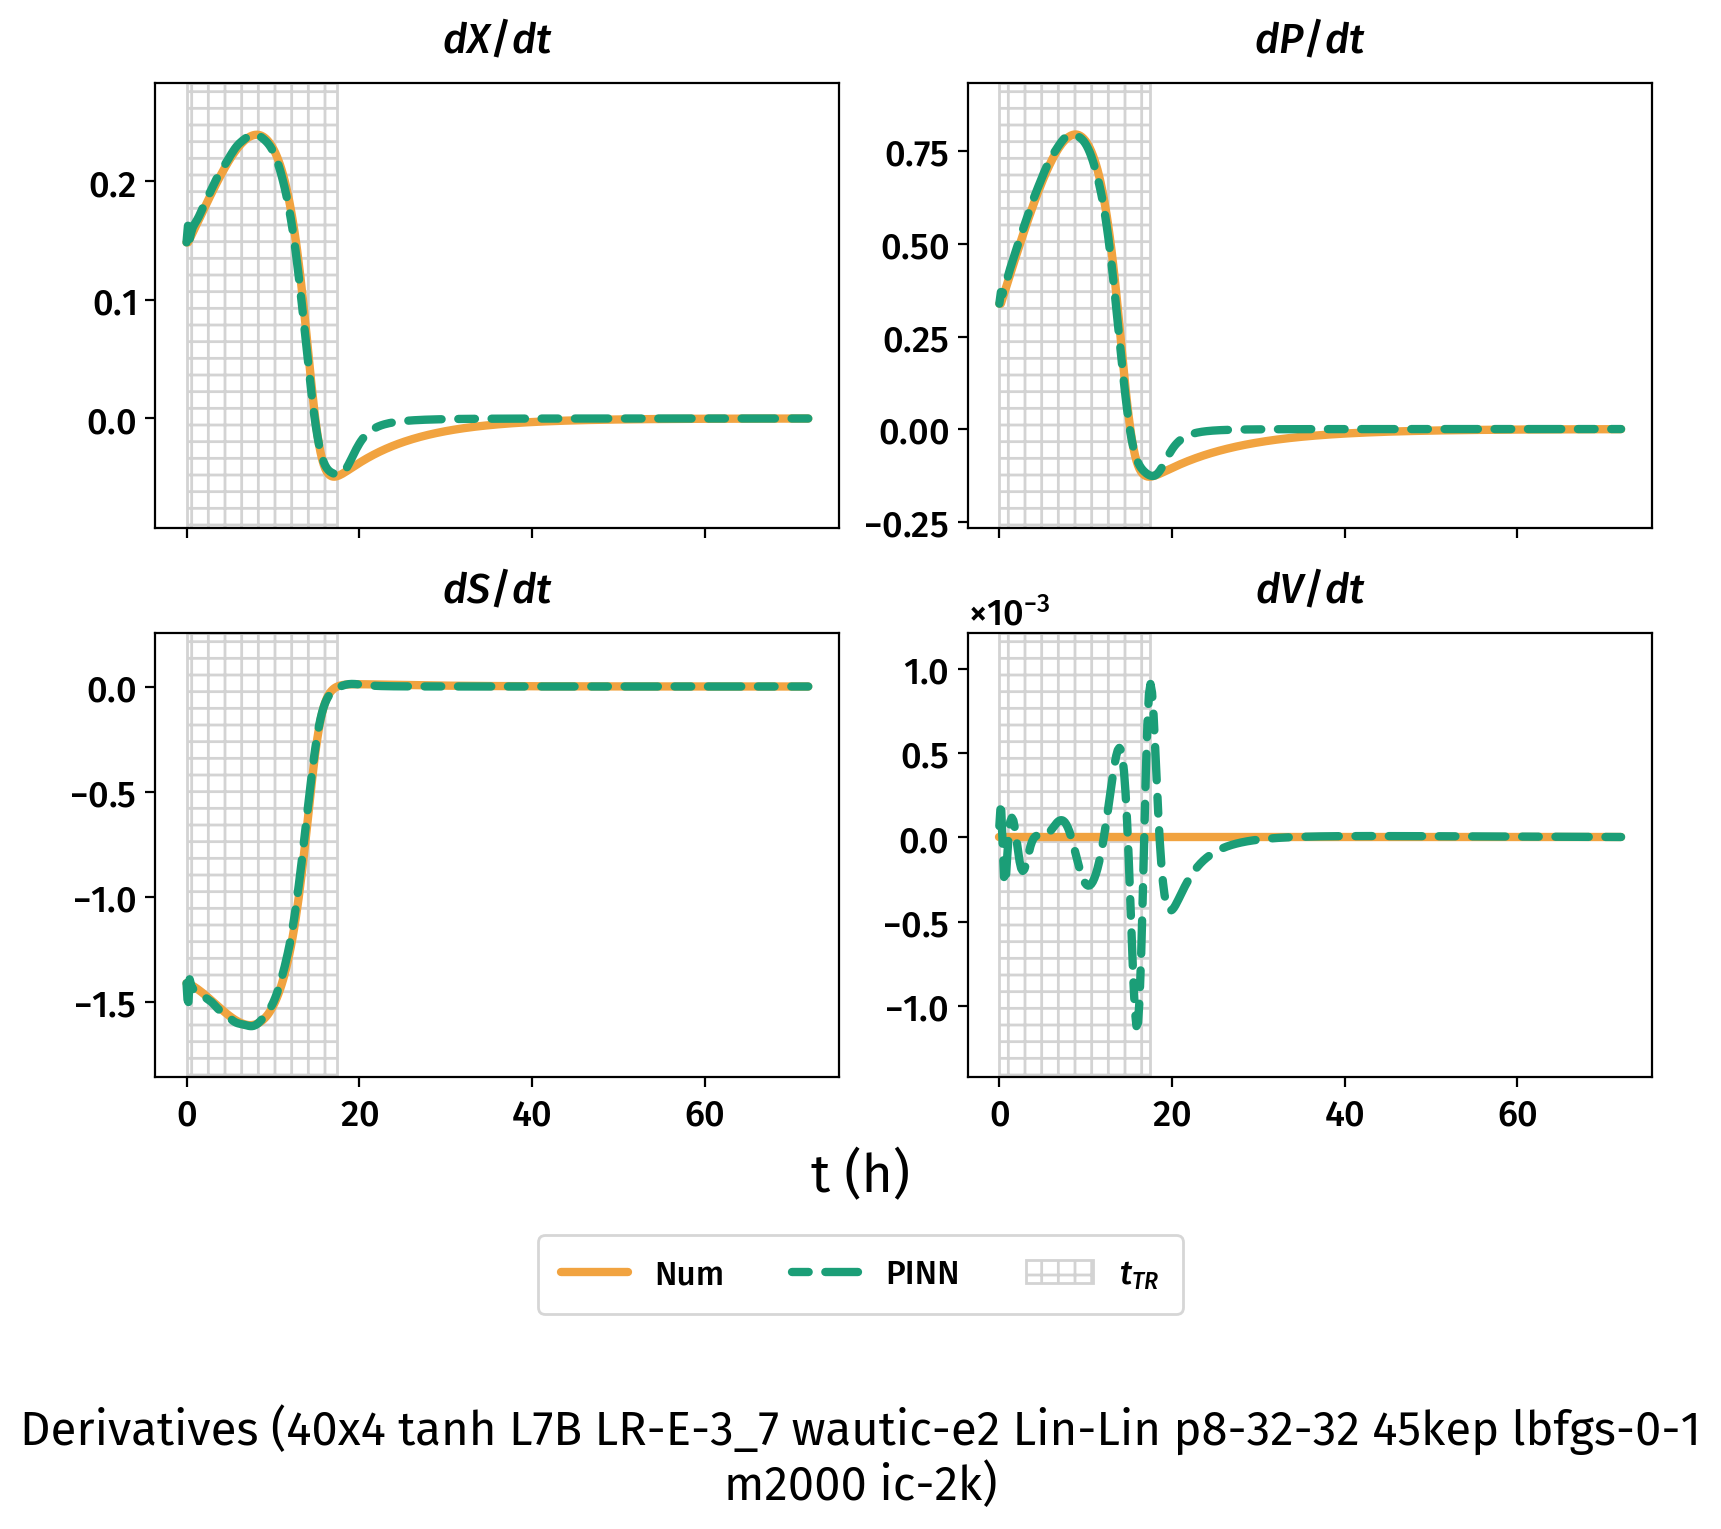 dX/dt
dP/dt
0.2
0.1
0.0
0.75
0.50
0.25
0.00
−0.25
dS/dt
dV/dt
×10−3
0.0
−0.5
−1.0
−1.5
1.0
0.5
0.0
−0.5
−1.0
0 20 40 60
0 20 40 60
t (h)
Num PINN tTR
Derivatives (40x4 tanh L7B LR-E-3_7 wautic-e2 Lin-Lin p8-32-32 45kep lbfgs-0-1
m2000 ic-2k)